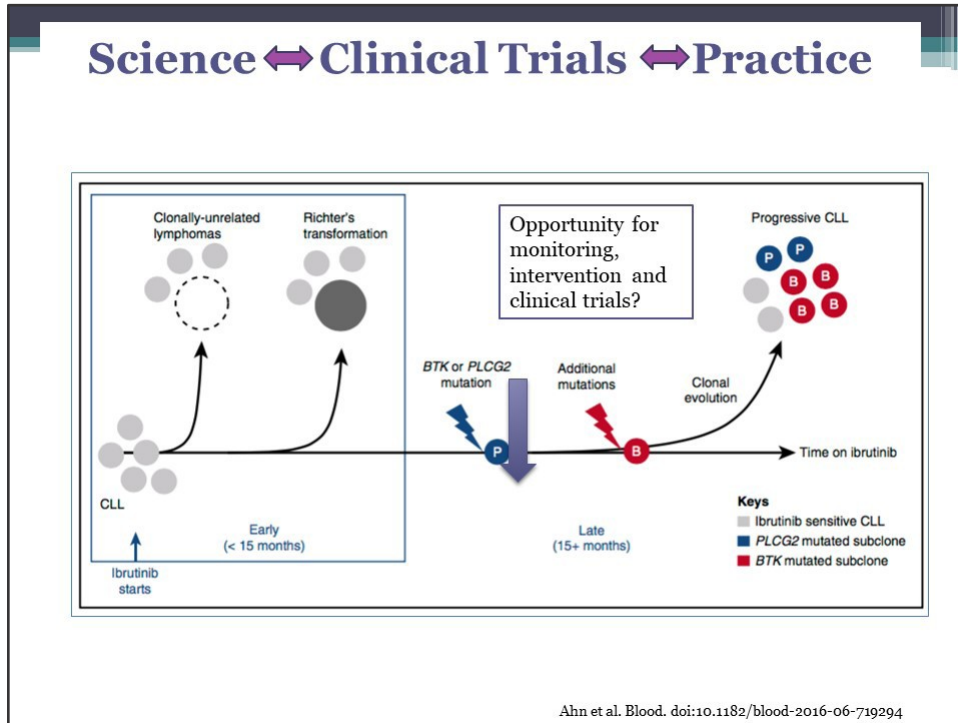 Science Clinical Trials Practice
Clonally-unrelated
lymphomas
Richter's
transformation
Opportunity for
monitoring,
intervention and
clinical trials?
Progressive CLL
P
P
B
B
B
B
BTK or PLCG2
mutation
Additional
mutations
Clonal
evolution
P
B
Time on ibrutinib
CLL
Early
(< 15 months)
Late
(15+ months)
Ibrutinib
starts
Keys
Ibrutinib sensitive CLL
PLCG2 mutated subclone
BTK mutated subclone
Ahn et al. Blood. doi:10.1182/blood-2016-06-719294